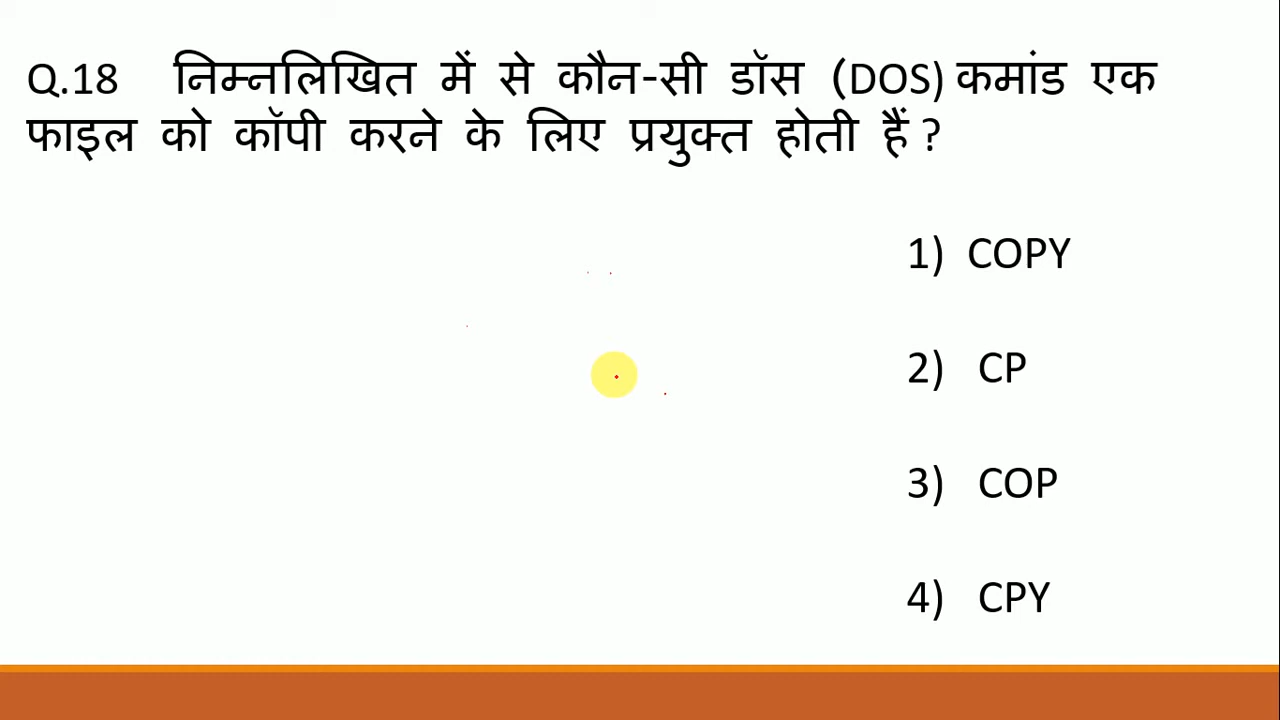 Q.18 निम्नलिखित में से कौन-सी डॉस (DOS) कमांड एक
फाइल को कॉपी करने के लिए प्रयुक्त होती हैं ?
1) COPY
2) CP
3) COP
4) CPY